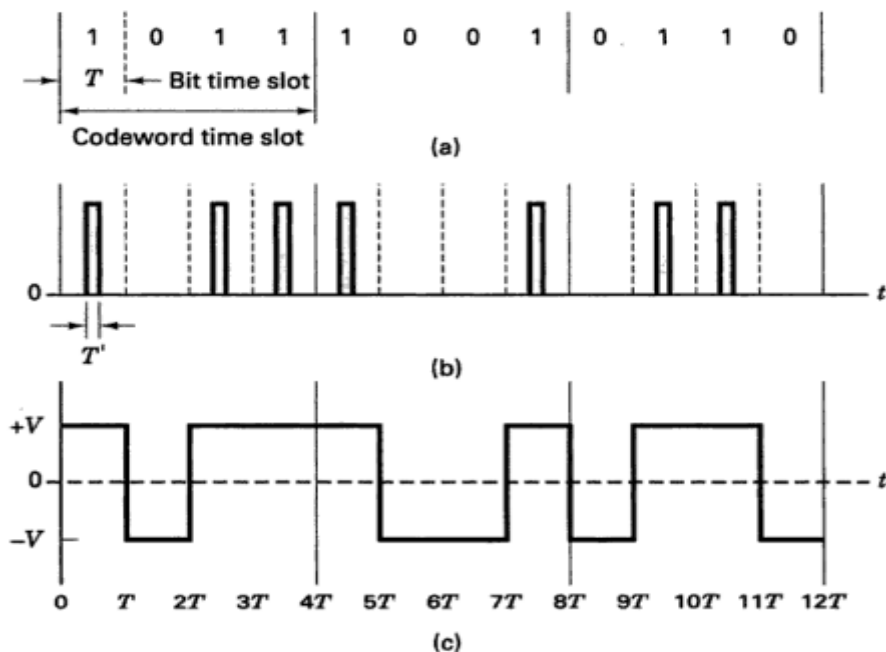 1 0 1 1 1 0 0 1 0 1 1 0
T Bit time slot
Codeword time slot
(a)
0 t
T'
(b)
+V
0 t
−V
0 T 2T 3T 4T 5T 6T 7T 8T 9T 10T 11T 12T
(c)